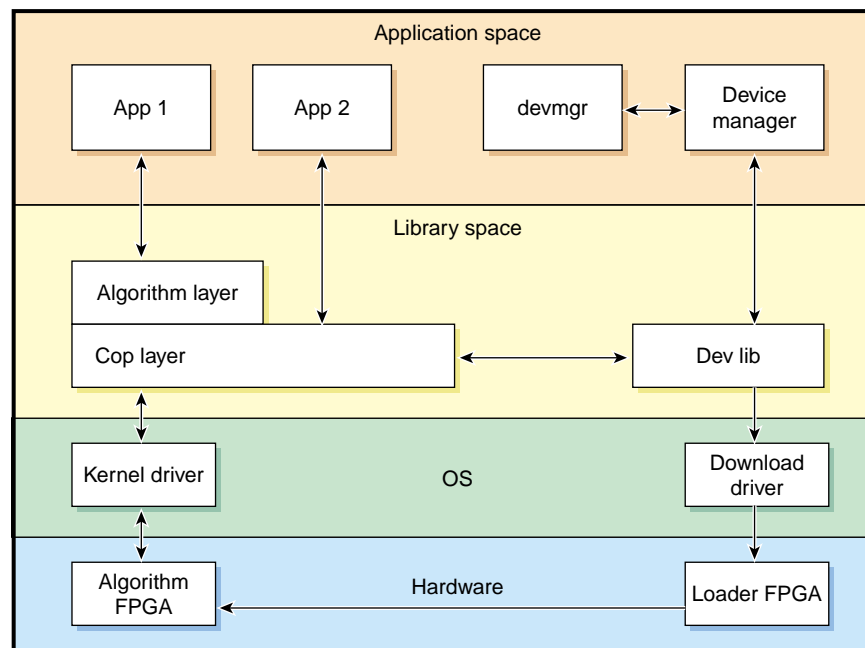 Application space
App 1
App 2
devmgr
Device
manager
Library space
Algorithm layer
Cop layer
Dev lib
Kernel driver
OS
Download
driver
Algorithm
FPGA
Hardware
Loader FPGA